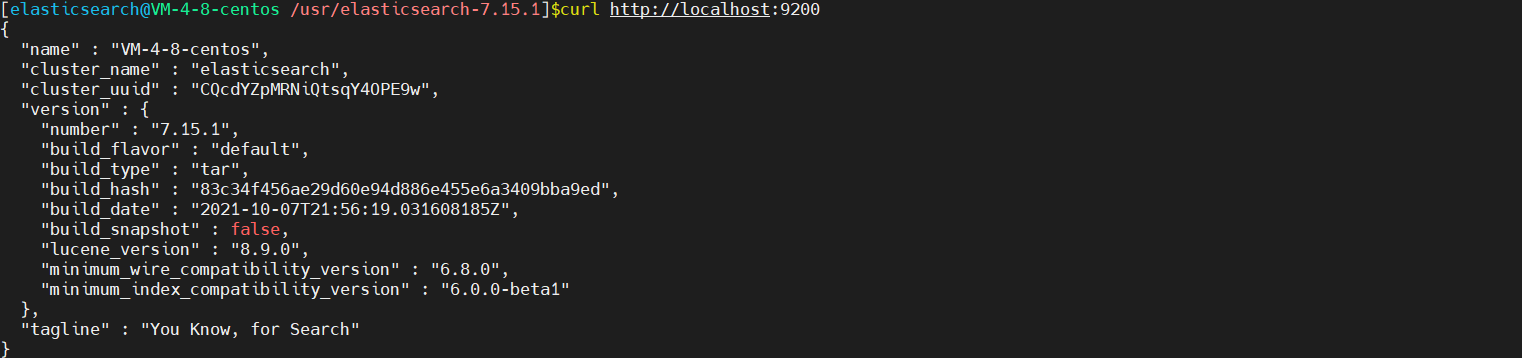 [elasticsearch@VM-4-8-centos /usr/elasticsearch-7.15.1]$curl http://localhost:9200
{
  "name" : "VM-4-8-centos",
  "cluster_name" : "elasticsearch",
  "cluster_uuid" : "CQcdYZpMRNiQtsqY4OPE9w",
  "version" : {
    "number" : "7.15.1",
    "build_flavor" : "default",
    "build_type" : "tar",
    "build_hash" : "83c34f456ae29d60e94d886e455e6a3409bba9ed",
    "build_date" : "2021-10-07T21:56:19.031608185Z",
    "build_snapshot" : false,
    "lucene_version" : "8.9.0",
    "minimum_wire_compatibility_version" : "6.8.0",
    "minimum_index_compatibility_version" : "6.0.0-beta1"
  },
  "tagline" : "You Know, for Search"
}